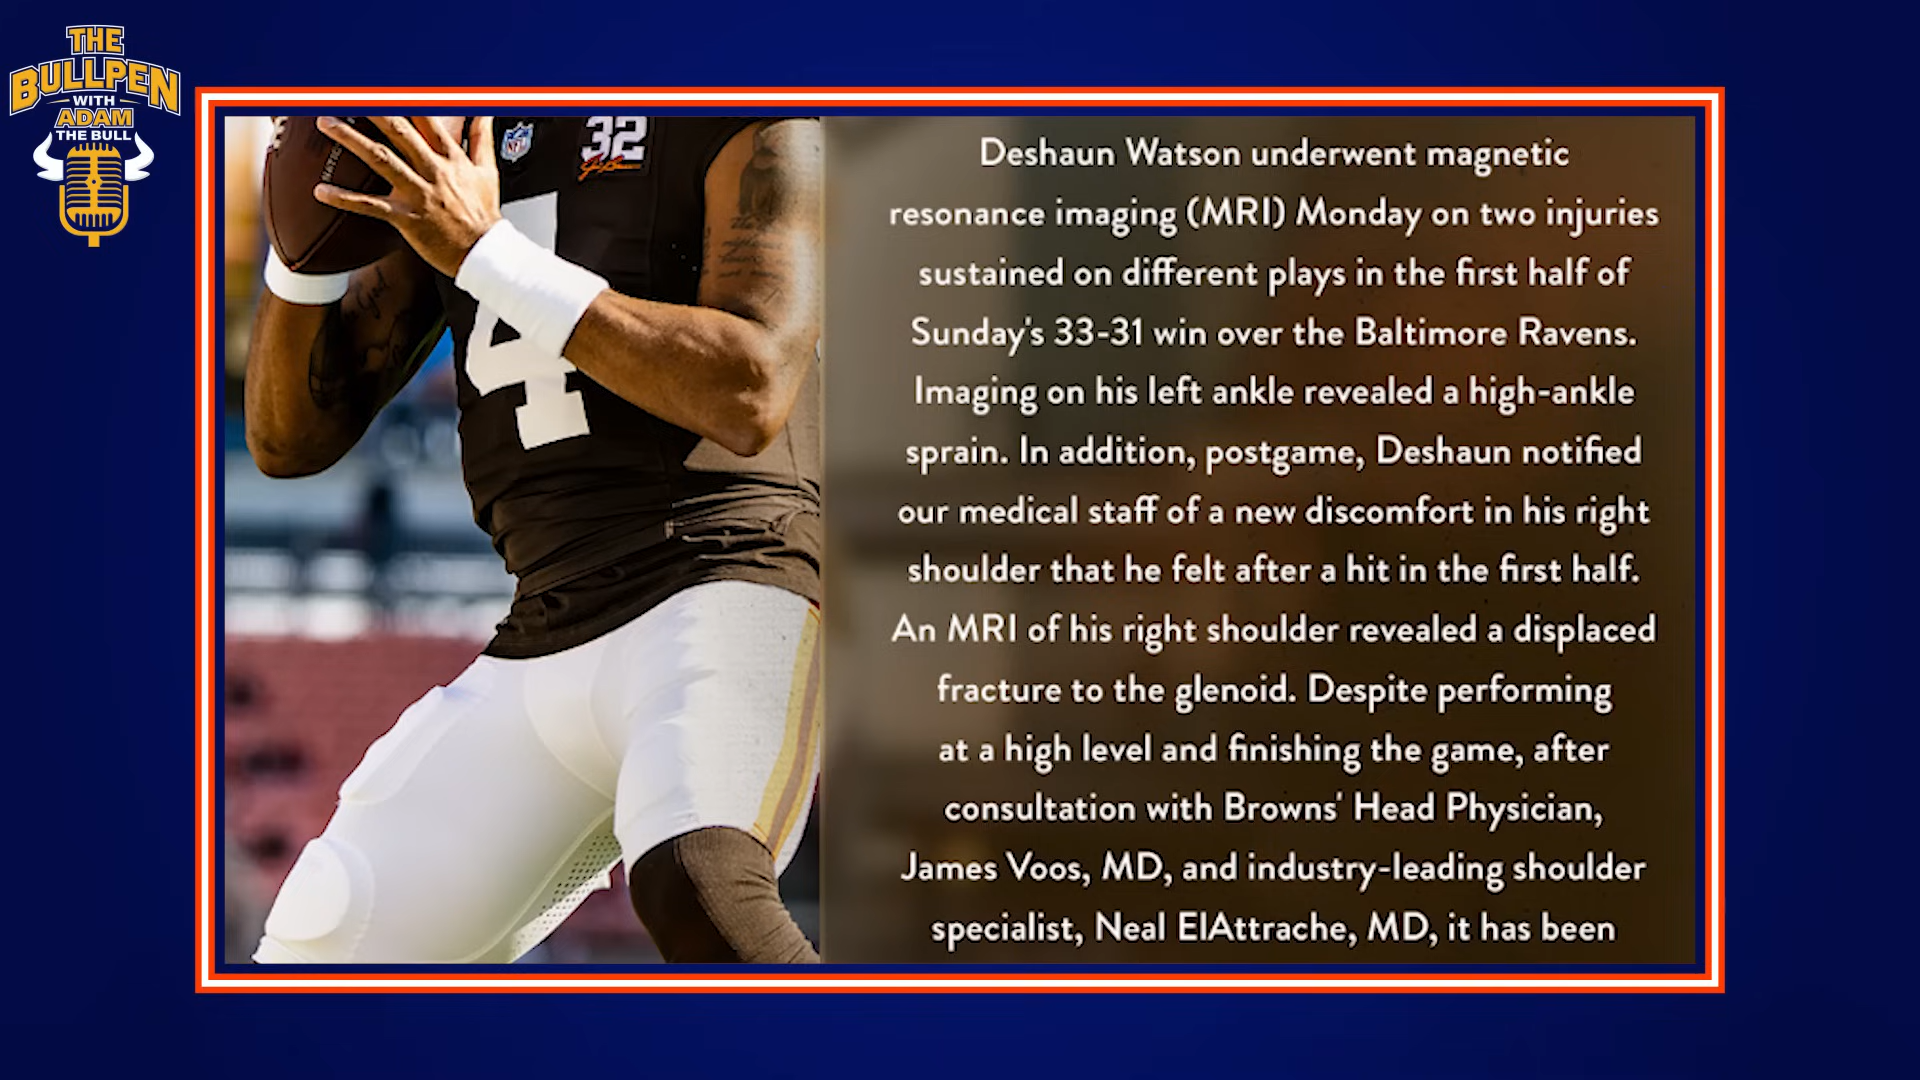 THE
BULLPEN
WITH
ADAM
THE BULL
32
4
Deshaun Watson underwent magnetic
resonance imaging (MRI) Monday on two injuries
sustained on different plays in the first half of
Sunday's 33-31 win over the Baltimore Ravens.
Imaging on his left ankle revealed a high-ankle
sprain. In addition, postgame, Deshaun notified
our medical staff of a new discomfort in his right
shoulder that he felt after a hit in the first half.
An MRI of his right shoulder revealed a displaced
fracture to the glenoid. Despite performing
at a high level and finishing the game, after
consultation with Browns' Head Physician,
James Voos, MD, and industry-leading shoulder
specialist, Neal ElAttrache, MD, it has been